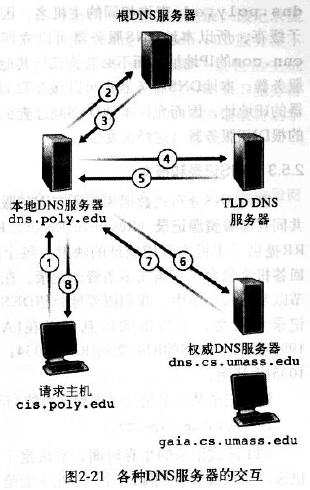 根DNS服务器
2
3
4
5
本地DNS服务器
dns.poly.edu
TLD DNS
服务器
1
8
7
6
请求主机
cis.poly.edu
权威DNS服务器
dns.cs.umass.edu
gaia.cs.umass.edu
图2-21 各种DNS服务器的交互